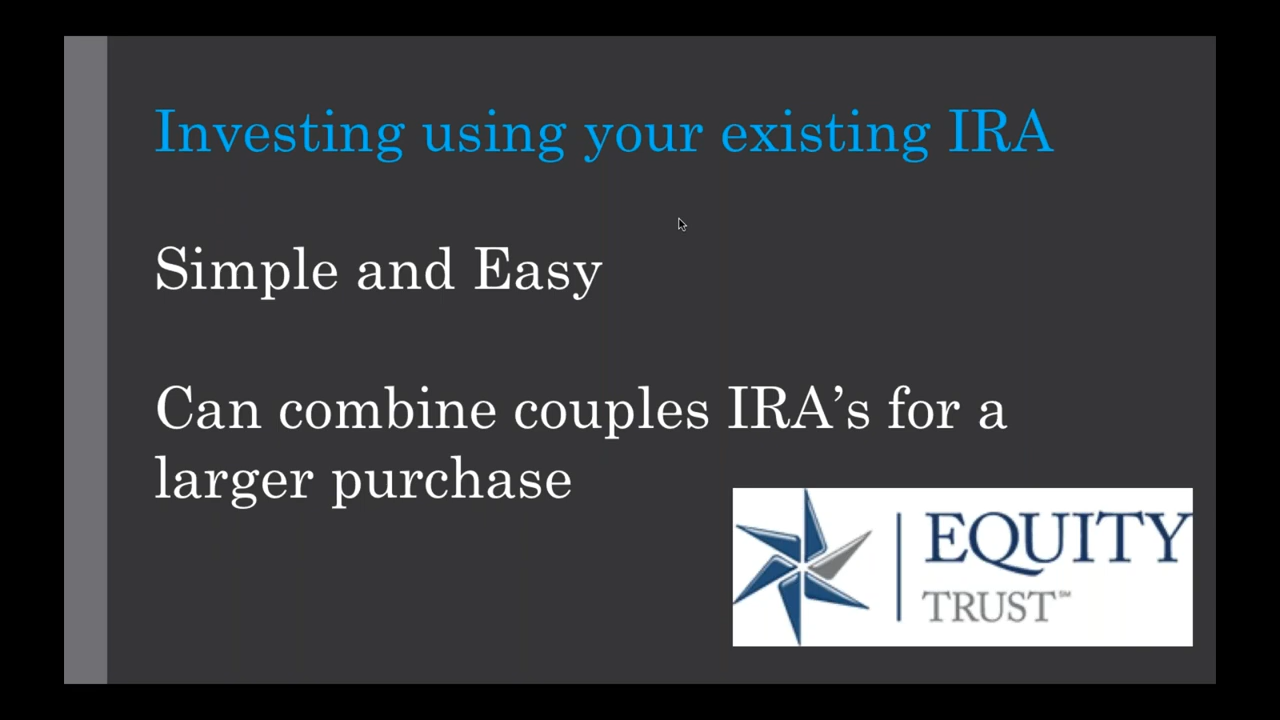 Investing using your existing IRA
Simple and Easy
Can combine couples IRA’s for a
larger purchase
EQUITY
TRUST℠